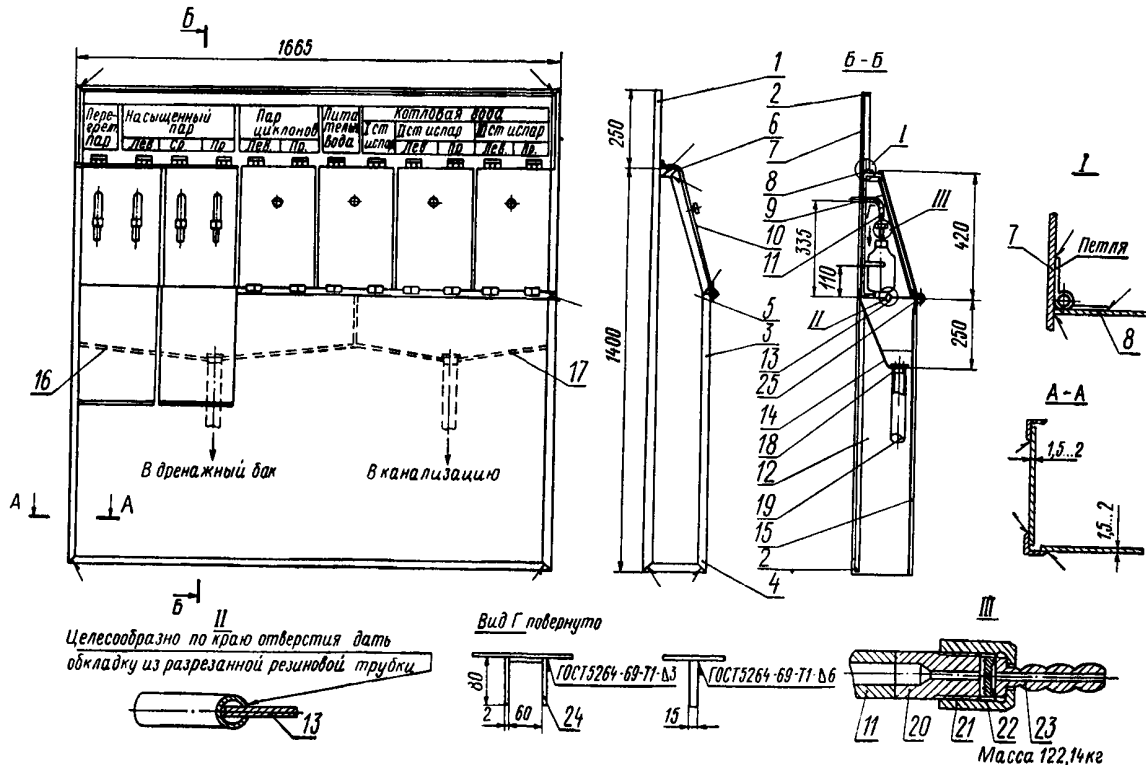 Б
1665
Перегрет. пар
Насыщенный пар
Лев. Ср. Пр.
Пар циклонов
Лев. Пр.
Питательн. вода
Котловая вода
I ст испар
II ст испар
Лев. Пр.
III ст испар
Лев. Пр.
16
17
В дренажный бак
В канализацию
А
А
Б
250
1400
1
6
10
11
5
3
4
Б-Б
2
7
I
8
9
III
11
335
110
420
250
II
13
25
14
18
12
19
15
2
I
7
Петля
8
А-А
1,5...2
1,5...2
II
Целесообразно по краю отверстия дать
обкладку из разрезанной резиновой трубки
13
Вид Г повернуто
80
2
60
ГОСТ5264-69-Т1-Δ3
24
15
ГОСТ5264-69-Т1-Δ6
III
11
20
21
22
23
Масса 122,14кг